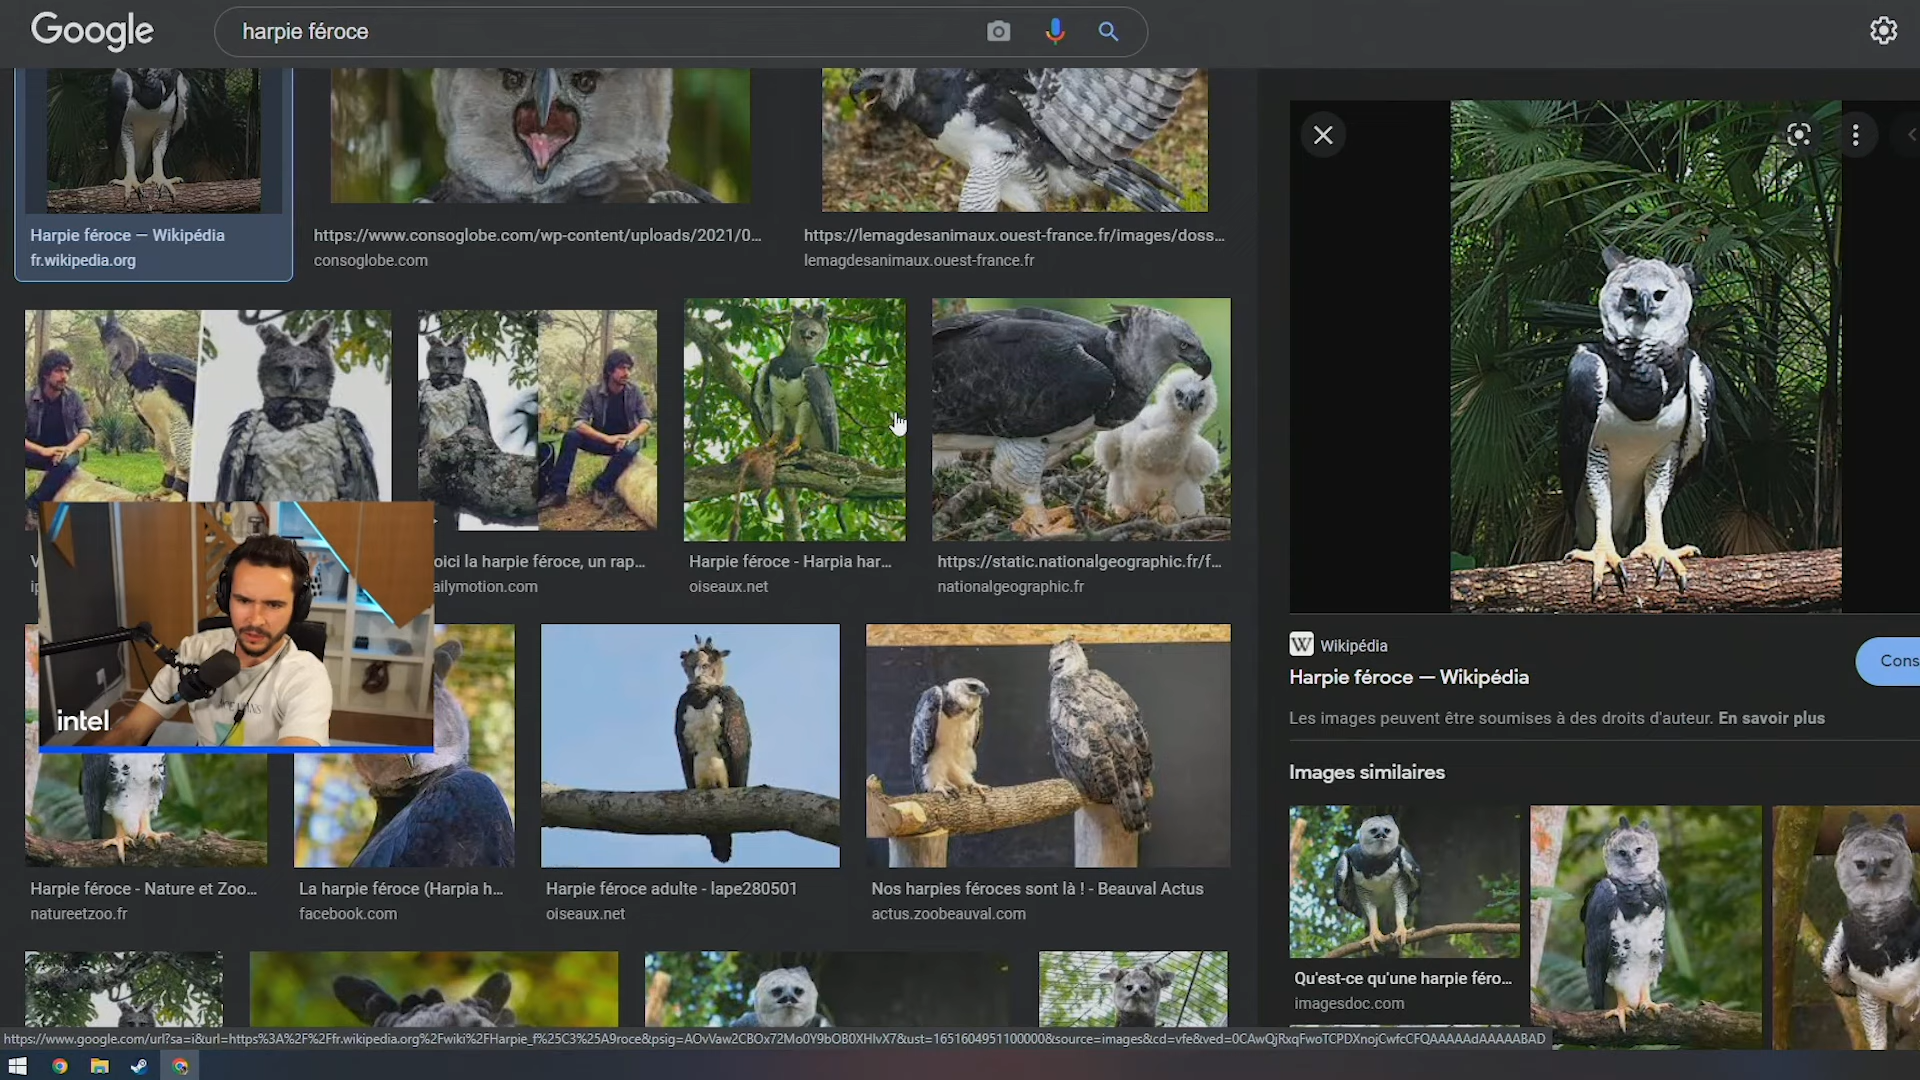 Google
harpie féroce
Harpie féroce — Wikipédia
fr.wikipedia.org
https://www.consoglobe.com/wp-content/uploads/2021/0...
consoglobe.com
https://lemagdesanimaux.ouest-france.fr/images/doss...
lemagdesanimaux.ouest-france.fr
oici la harpie féroce, un rap...
ailymotion.com
Harpie féroce - Harpia har...
oiseaux.net
https://static.nationalgeographic.fr/f...
nationalgeographic.fr
intel
Harpie féroce - Nature et Zoo...
natureetzoo.fr
La harpie féroce (Harpia h...
facebook.com
Harpie féroce adulte - lape280501
oiseaux.net
Nos harpies féroces sont là ! - Beauval Actus
actus.zoobeauval.com
W Wikipédia
Harpie féroce — Wikipédia
Cons
Les images peuvent être soumises à des droits d'auteur. En savoir plus
Images similaires
Qu'est-ce qu'une harpie féro...
imagesdoc.com
https://www.google.com/url?sa=i&url=https%3A%2F%2Ffr.wikipedia.org%2Fwiki%2FHarpie_f%25C3%25A9roce&psig=AOvVaw2CBOx72Mo0Y9bOB0XHIvX7&ust=1651604951100000&source=images&cd=vfe&ved=0CAwQjRxqFwoTCPDXnojCwfcCFQAAAAAdAAAAABAD